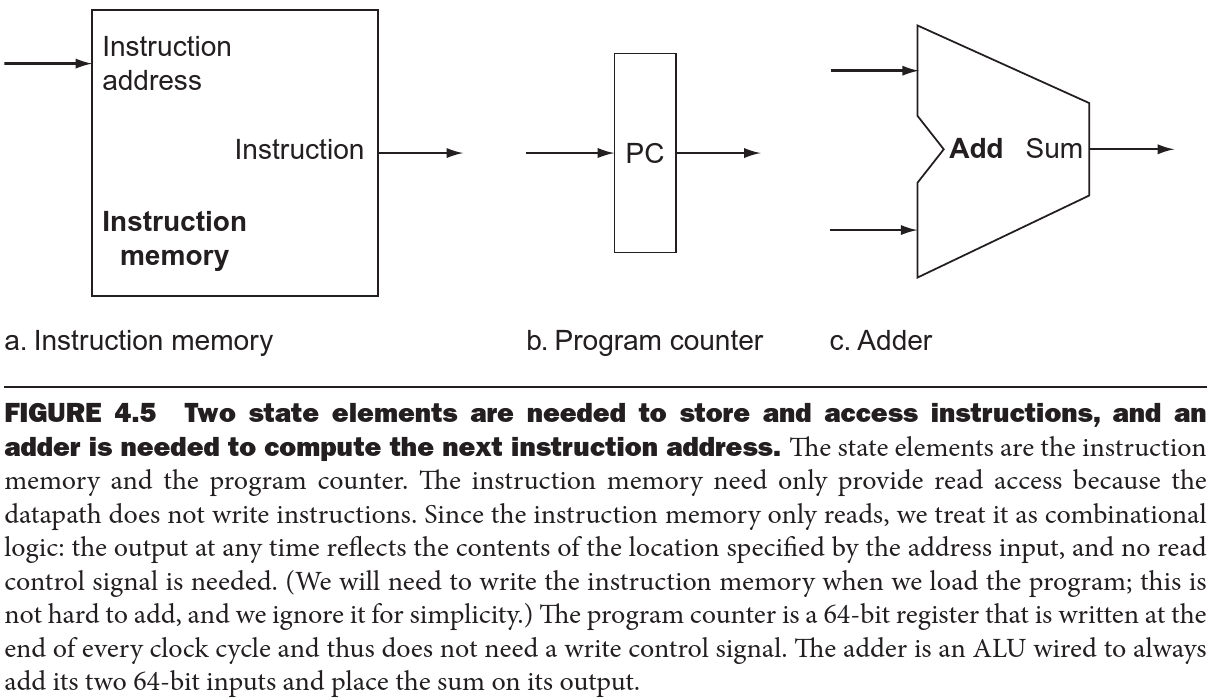 Instruction
address
Instruction
Instruction
memory
PC
Add Sum
a. Instruction memory
b. Program counter
c. Adder
FIGURE 4.5 Two state elements are needed to store and access instructions, and an
adder is needed to compute the next instruction address. The state elements are the instruction
memory and the program counter. The instruction memory need only provide read access because the
datapath does not write instructions. Since the instruction memory only reads, we treat it as combinational
logic: the output at any time reflects the contents of the location specified by the address input, and no read
control signal is needed. (We will need to write the instruction memory when we load the program; this is
not hard to add, and we ignore it for simplicity.) The program counter is a 64-bit register that is written at the
end of every clock cycle and thus does not need a write control signal. The adder is an ALU wired to always
add its two 64-bit inputs and place the sum on its output.